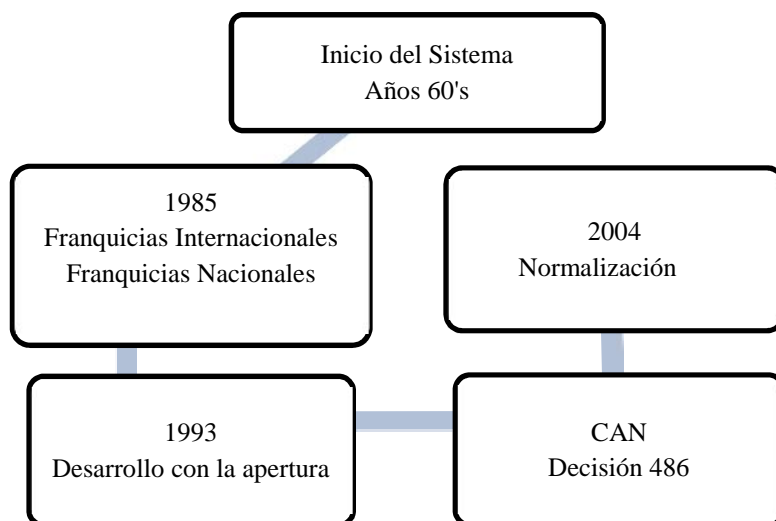 Inicio del Sistema
Años 60's
1985
Franquicias Internacionales
Franquicias Nacionales
1993
Desarrollo con la apertura
CAN
Decisión 486
2004
Normalización